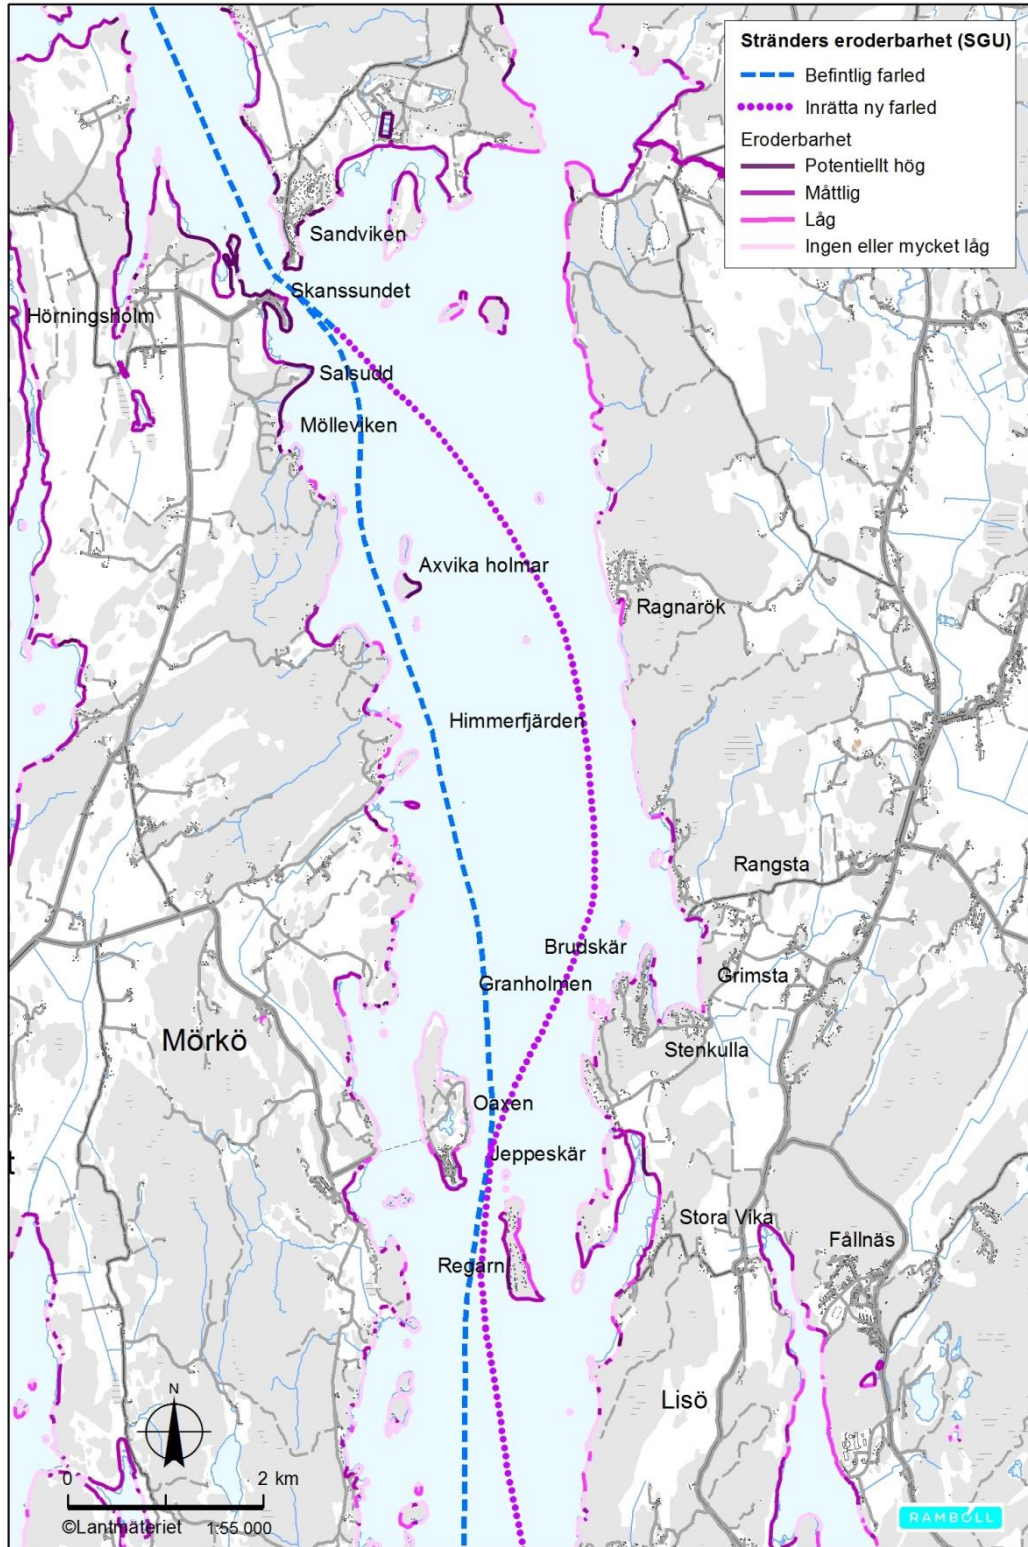 Stränders eroderbarhet (SGU)
Befintlig farled
Inrätta ny farled
Eroderbarhet
Potentiellt hög
Måttlig
Låg
Ingen eller mycket låg
Sandviken
Skanssundet
Hörningsholm
Salsudd
Mölleviken
Axvika holmar
Ragnarök
Himmerfjärden
Rangsta
Brudskär
Granholmen
Grimsta
Mörkö
Stenkulla
Oaxen
Jeppeskär
t
Stora Vika
Fållnäs
Regarn
Lisö
N
0 2 km
©Lantmäteriet 1:55 000
RAMBOLL